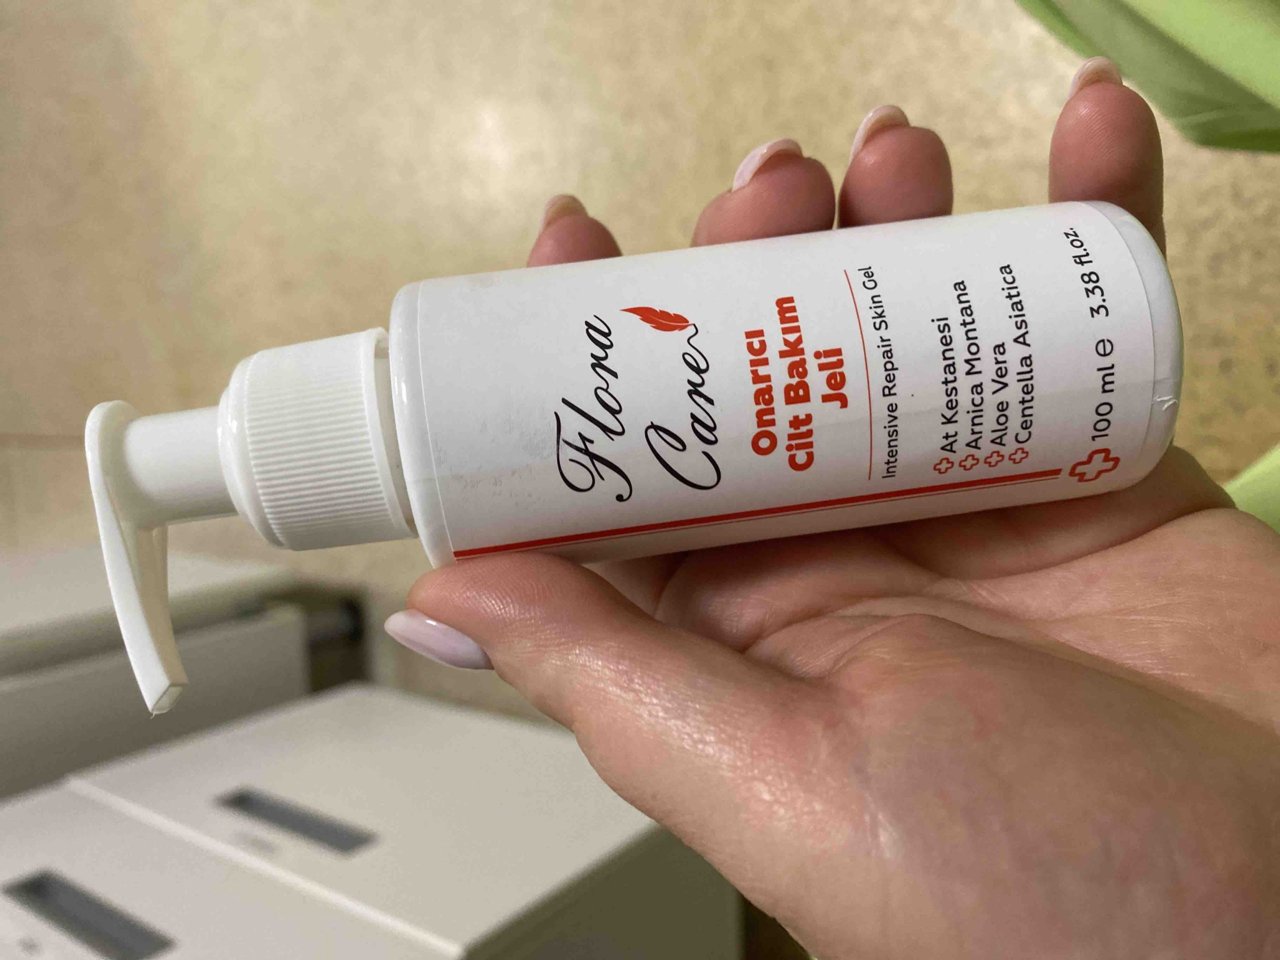 Flora
Care
Onarıcı
Cilt Bakım
Jeli
Intensive Repair Skin Gel
At Kestanesi
Arnica Montana
Aloe Vera
Centella Asiatica
100 ml e 3.38 fl.oz.